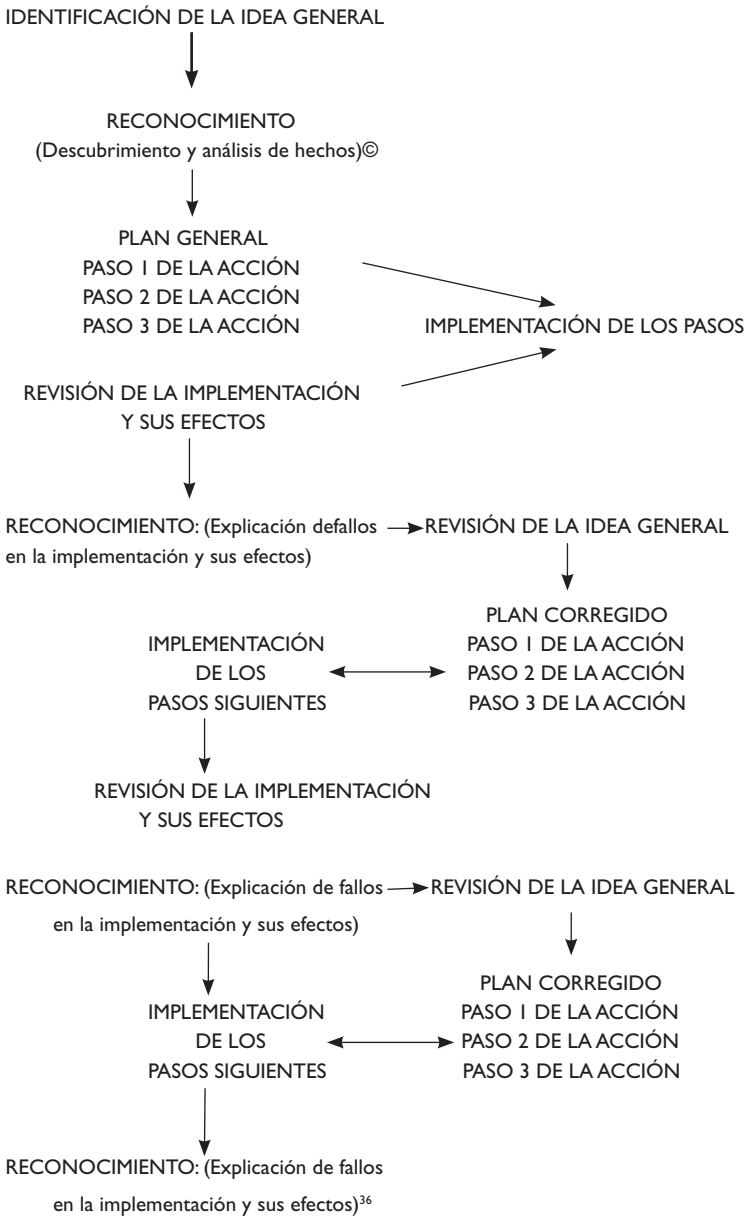 IDENTIFICACIÓN DE LA IDEA GENERAL
RECONOCIMIENTO
(Descubrimiento y análisis de hechos)©
PLAN GENERAL
PASO 1 DE LA ACCIÓN
PASO 2 DE LA ACCIÓN
PASO 3 DE LA ACCIÓN
IMPLEMENTACIÓN DE LOS PASOS
REVISIÓN DE LA IMPLEMENTACIÓN
Y SUS EFECTOS
RECONOCIMIENTO: (Explicación defallos
en la implementación y sus efectos)
REVISIÓN DE LA IDEA GENERAL
PLAN CORREGIDO
PASO 1 DE LA ACCIÓN
PASO 2 DE LA ACCIÓN
PASO 3 DE LA ACCIÓN
IMPLEMENTACIÓN
DE LOS
PASOS SIGUIENTES
REVISIÓN DE LA IMPLEMENTACIÓN
Y SUS EFECTOS
RECONOCIMIENTO: (Explicación de fallos
en la implementación y sus efectos)
REVISIÓN DE LA IDEA GENERAL
PLAN CORREGIDO
PASO 1 DE LA ACCIÓN
PASO 2 DE LA ACCIÓN
PASO 3 DE LA ACCIÓN
IMPLEMENTACIÓN
DE LOS
PASOS SIGUIENTES
RECONOCIMIENTO: (Explicación de fallos
en la implementación y sus efectos)³⁶